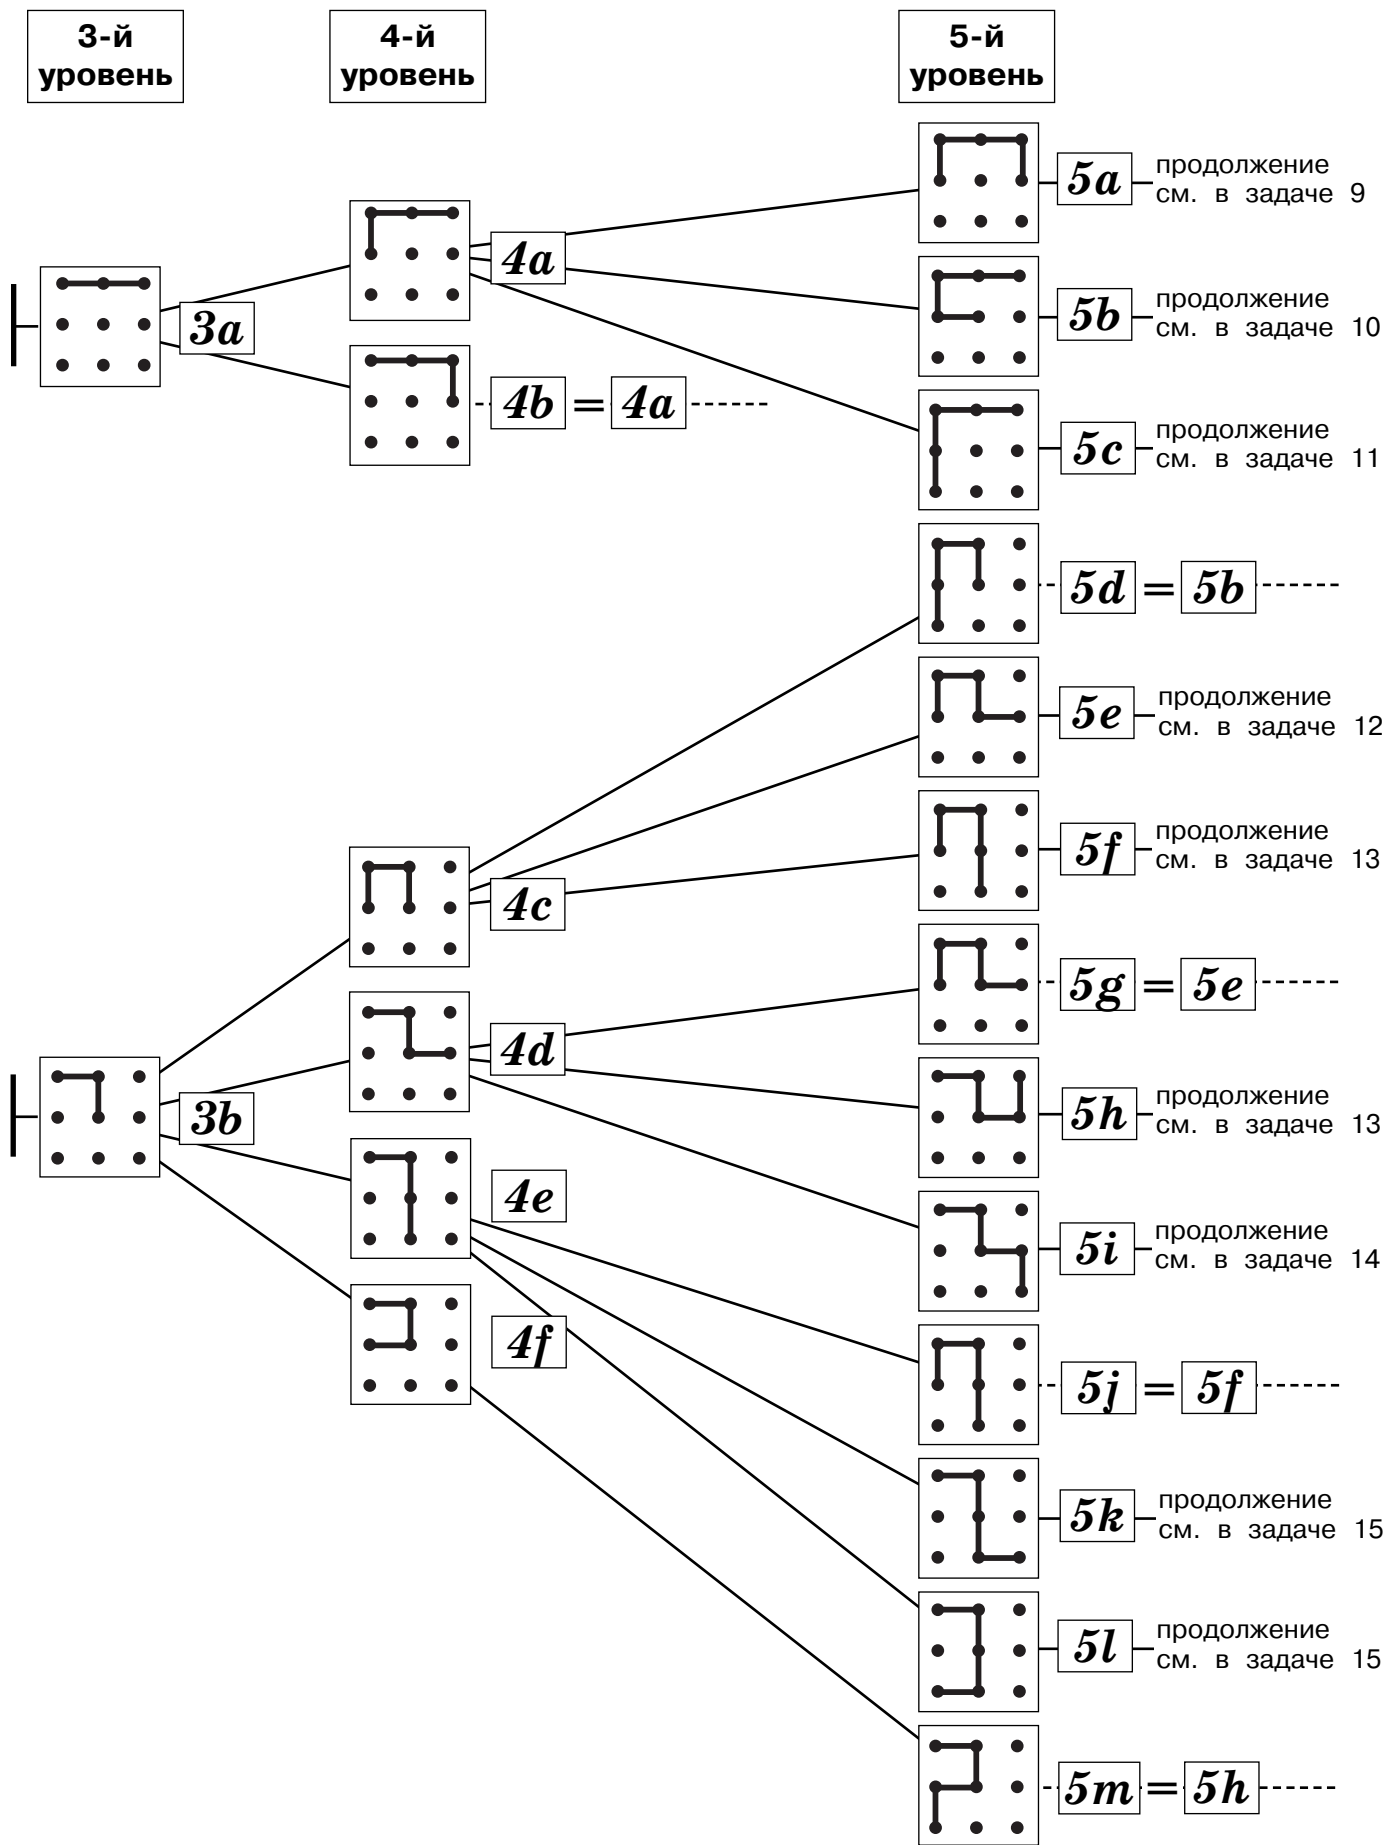 3-й
уровень
4-й
уровень
5-й
уровень
5a
продолжение
см. в задаче 9
4a
5b
продолжение
см. в задаче 10
3a
4b = 4a
5c
продолжение
см. в задаче 11
5d = 5b
5e
продолжение
см. в задаче 12
5f
продолжение
см. в задаче 13
4c
5g = 5e
4d
3b
5h
продолжение
см. в задаче 13
4e
5i
продолжение
см. в задаче 14
4f
5j = 5f
5k
продолжение
см. в задаче 15
5l
продолжение
см. в задаче 15
5m = 5h